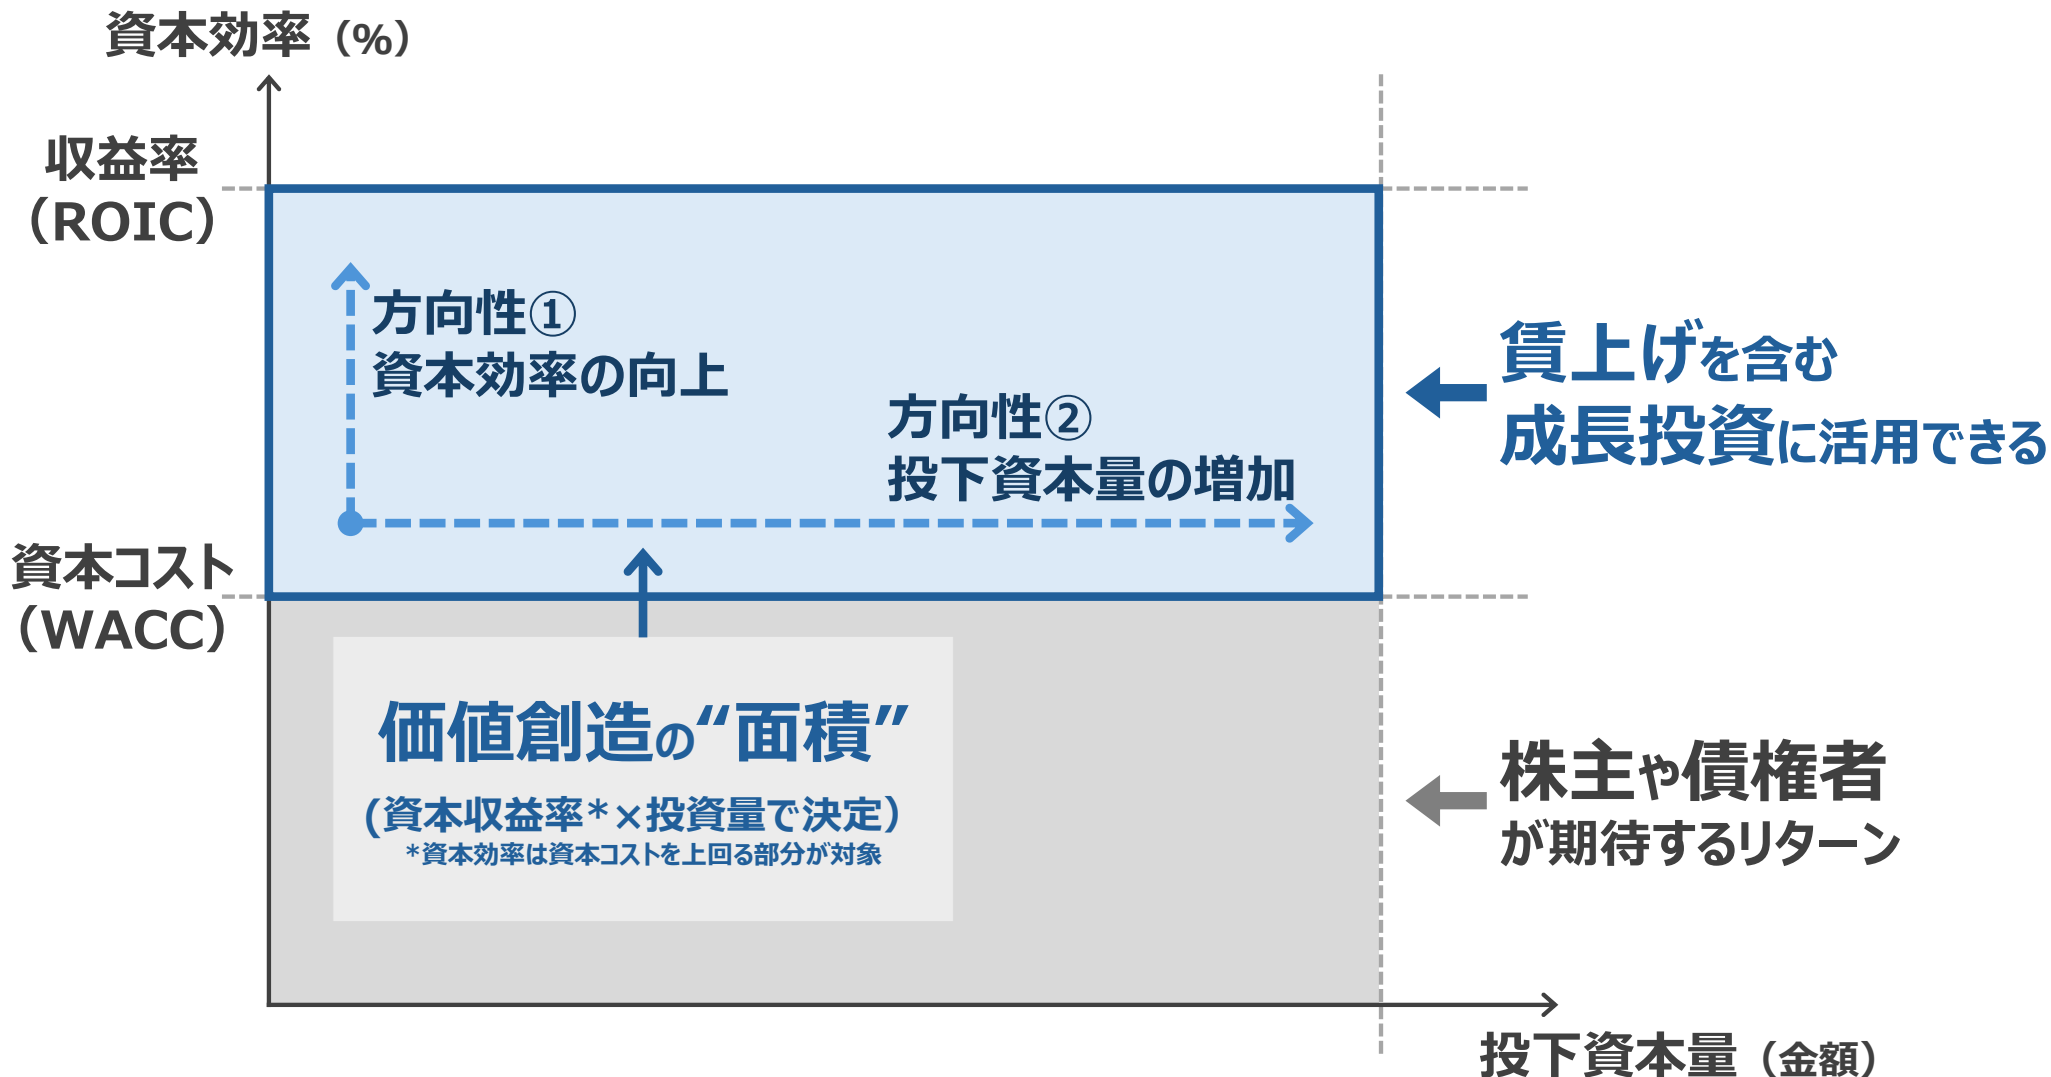 資本効率（%）
収益率
（ROIC）
方向性①
資本効率の向上
方向性②
投下資本量の増加
賃上げを含む
成長投資に活用できる
資本コスト
（WACC）
価値創造の“面積”
(資本収益率*×投資量で決定）
*資本効率は資本コストを上回る部分が対象
株主や債権者
が期待するリターン
投下資本量（金額）